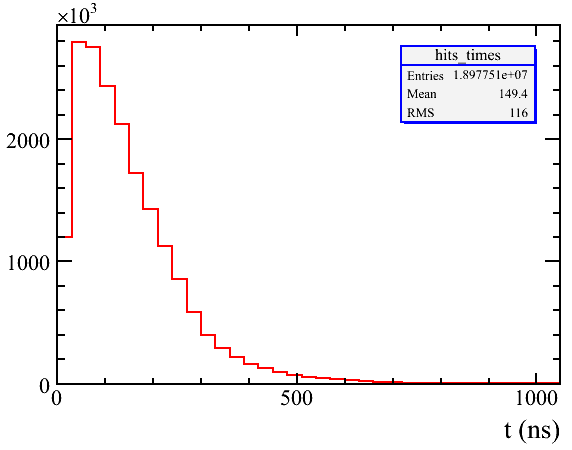 ×10³
hits_times
Entries 1.897751e+07
Mean 149.4
RMS 116
2000
1000
0
0 500 1000
t (ns)